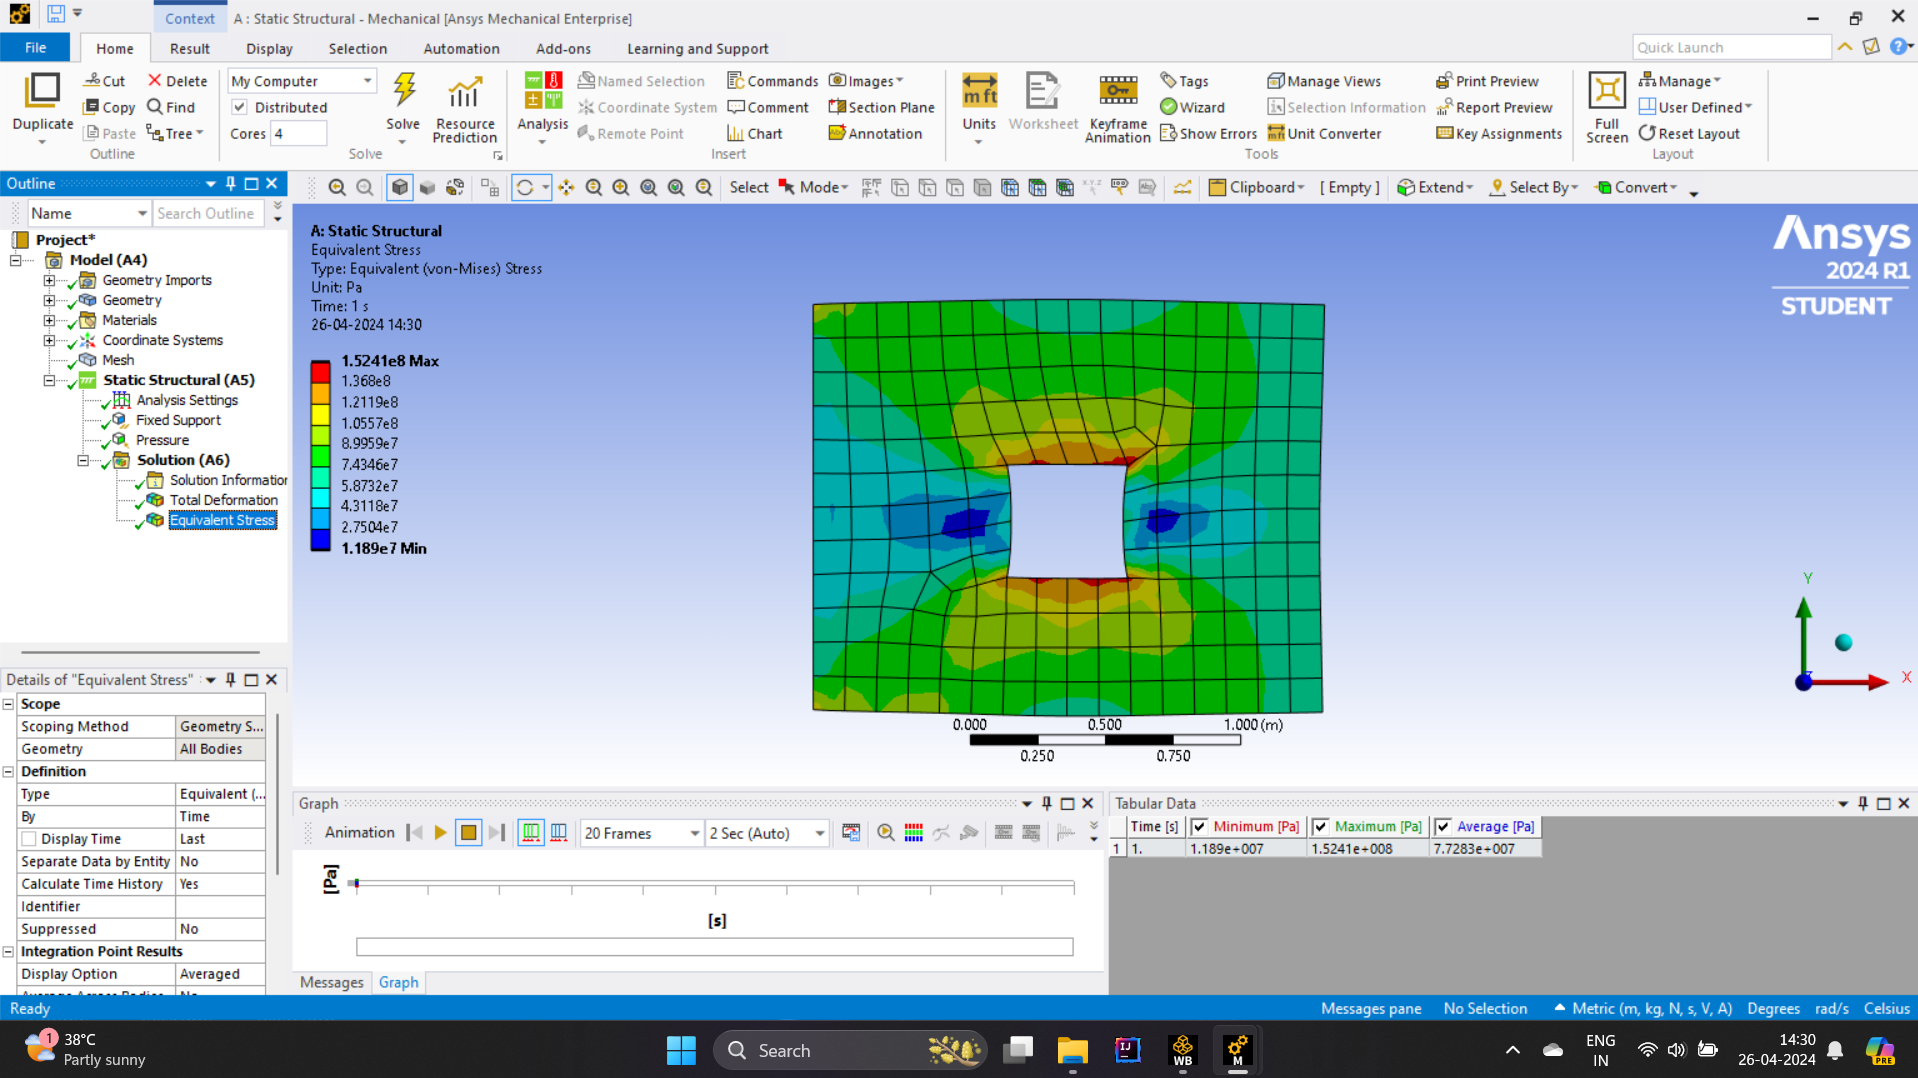 Context
A : Static Structural - Mechanical [Ansys Mechanical Enterprise]
File Home Result Display Selection Automation Add-ons Learning and Support
Quick Launch
Duplicate
Cut
Copy
Paste
Delete
Find
Tree
Outline
My Computer
Distributed
Cores 4
Solve
Resource Prediction
Solve
Analysis
Named Selection
Coordinate System
Remote Point
Commands
Comment
Chart
Images
Section Plane
Annotation
Insert
Units
Worksheet
Keyframe Animation
Tags
Wizard
Show Errors
Manage Views
Selection Information
Unit Converter
Print Preview
Report Preview
Key Assignments
Tools
Full Screen
Manage
User Defined
Reset Layout
Layout
Outline
Name Search Outline
Project*
Model (A4)
Geometry Imports
Geometry
Materials
Coordinate Systems
Mesh
Static Structural (A5)
Analysis Settings
Fixed Support
Pressure
Solution (A6)
Solution Information
Total Deformation
Equivalent Stress
Select Mode Clipboard [ Empty ] Extend Select By Convert
A: Static Structural
Equivalent Stress
Type: Equivalent (von-Mises) Stress
Unit: Pa
Time: 1 s
26-04-2024 14:30
1.5241e8 Max
1.368e8
1.2119e8
1.0557e8
8.9959e7
7.4346e7
5.8732e7
4.3118e7
2.7504e7
1.189e7 Min
Ansys
2024 R1
STUDENT
Y
X
Z
0.000 0.500 1.000 (m)
0.250 0.750
Details of "Equivalent Stress"
Scope
Scoping Method Geometry S...
Geometry All Bodies
Definition
Type Equivalent (...
By Time
Display Time Last
Separate Data by Entity No
Calculate Time History Yes
Identifier
Suppressed No
Integration Point Results
Display Option Averaged
Average Across Bodies No
Graph
Animation 20 Frames 2 Sec (Auto)
[Pa]
[s]
Messages Graph
Tabular Data
Time [s] Minimum [Pa] Maximum [Pa] Average [Pa]
1 1. 1.189e+007 1.5241e+008 7.7283e+007
Ready
Messages pane No Selection Metric (m, kg, N, s, V, A) Degrees rad/s Celsius
1
38°C
Partly sunny
Search
IJ
WB
M
ENG
IN
14:30
26-04-2024
PRE